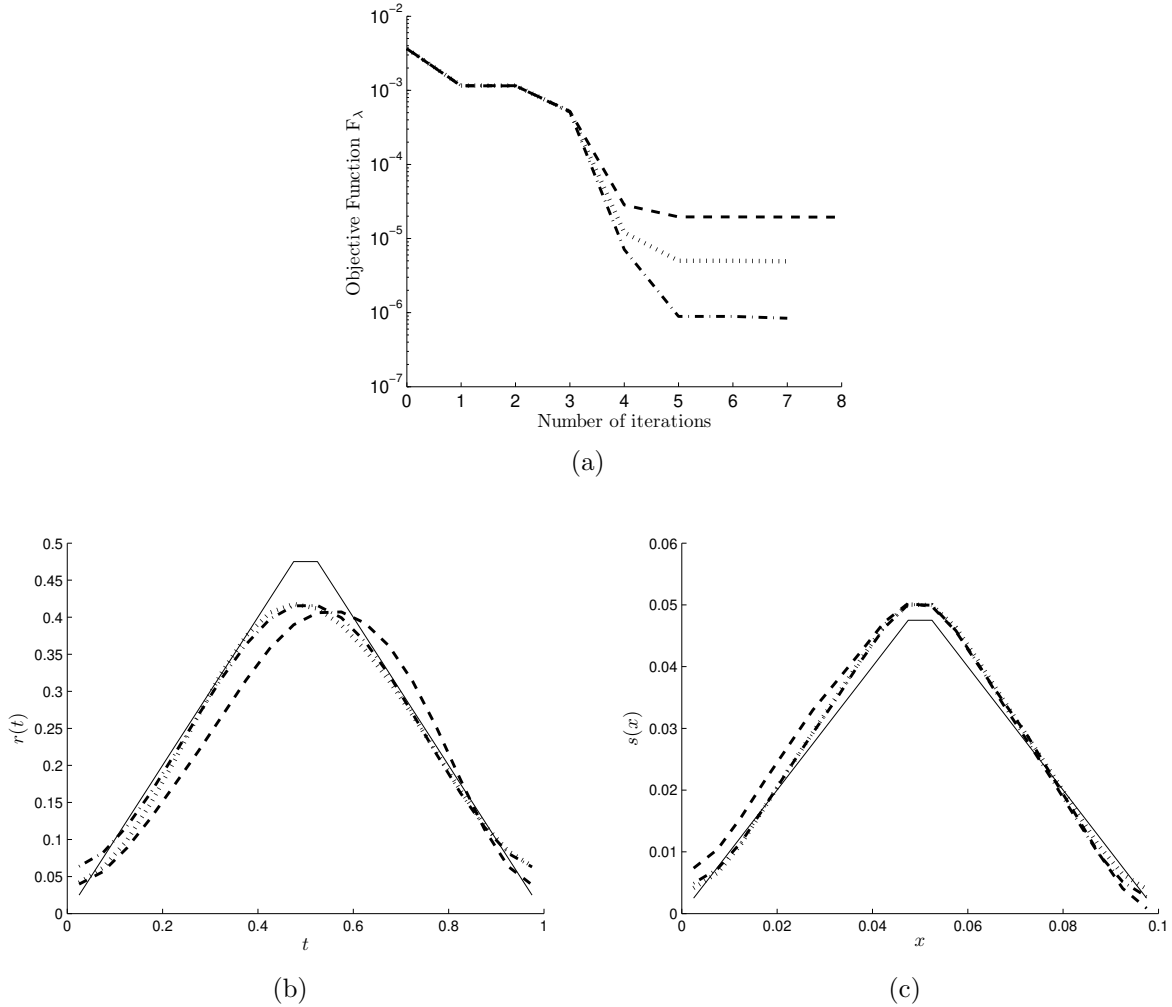 10⁻²
10⁻³
10⁻⁴
10⁻⁵
10⁻⁶
10⁻⁷
Objective Function F_λ
0 1 2 3 4 5 6 7 8
Number of iterations
(a)
0.5
0.45
0.4
0.35
0.3
0.25
0.2
0.15
0.1
0.05
0
r(t)
0 0.2 0.4 0.6 0.8 1
t
(b)
0.06
0.05
0.04
0.03
0.02
0.01
0
s(x)
0 0.02 0.04 0.06 0.08 0.1
x
(c)